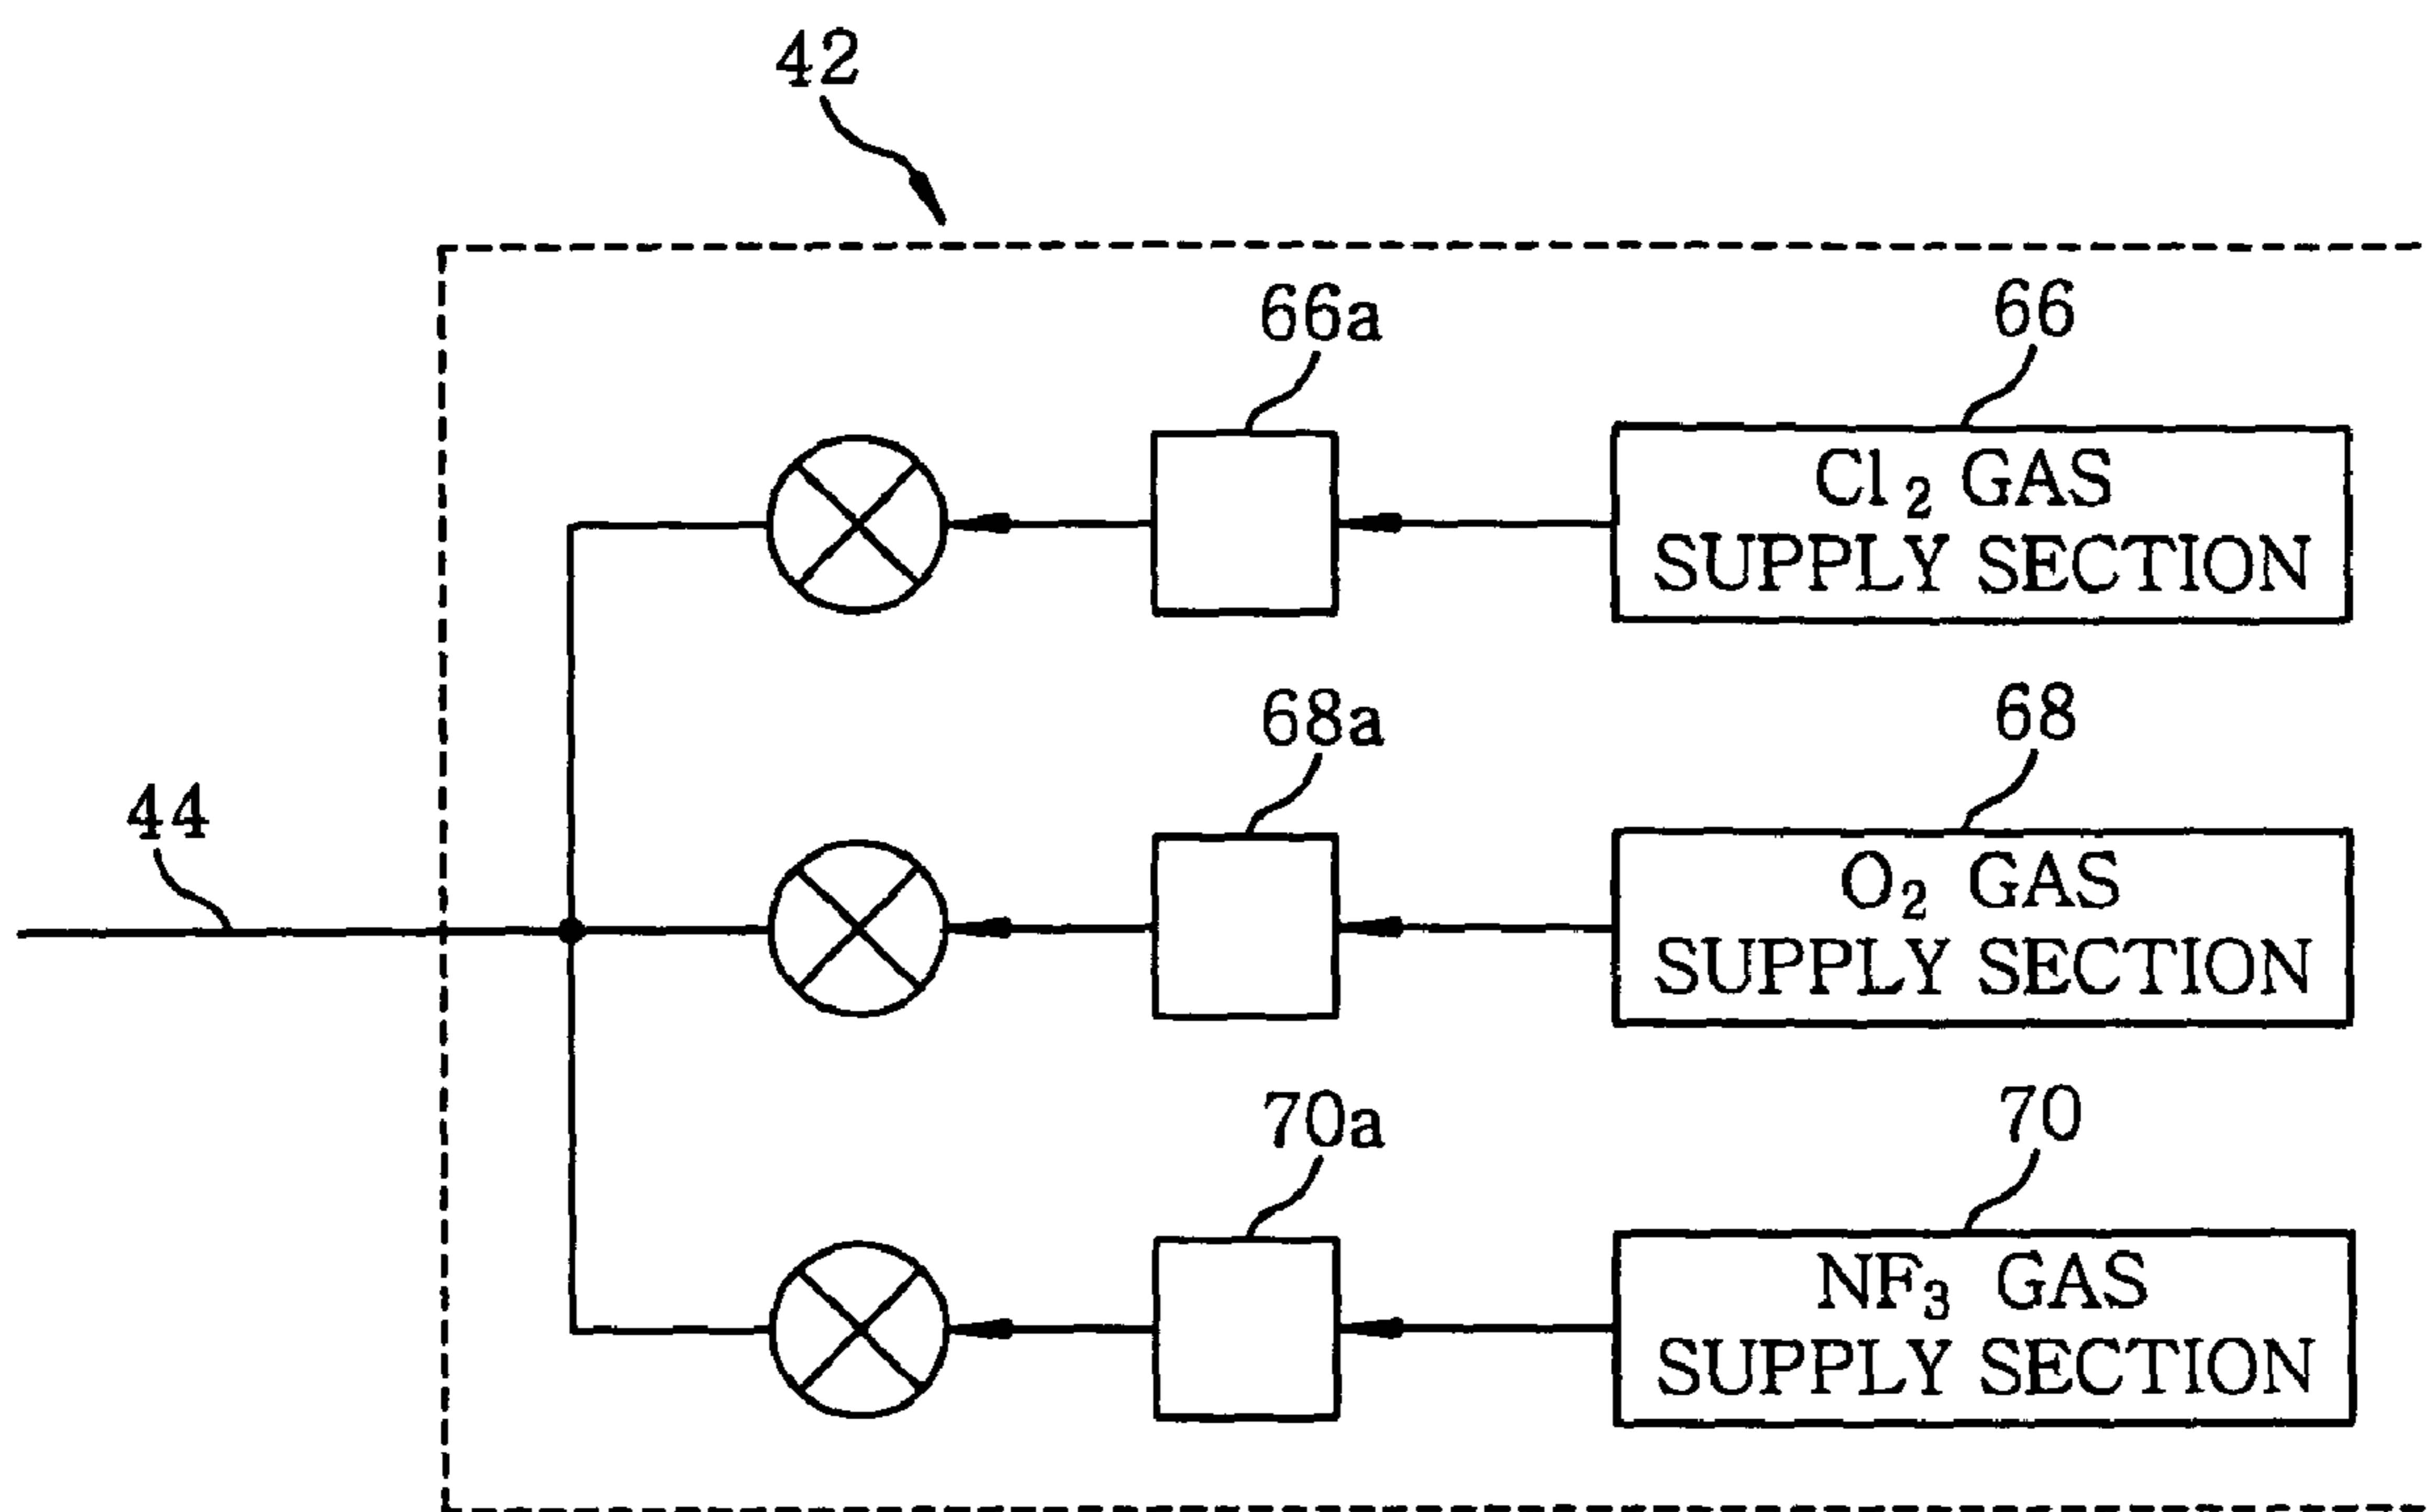 42
66a
66
Cl₂ GAS
SUPPLY SECTION
68a
68
44
O₂ GAS
SUPPLY SECTION
70a
70
NF₃ GAS
SUPPLY SECTION